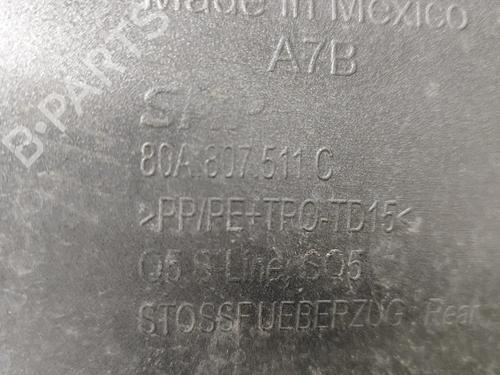 Made in Mexico
A7B
80A.807.511 C
>PP/PE+TPO-TD15<
Q5 S-Line, SQ5
STOSSFUEBERZUG Rear
B-PARTS